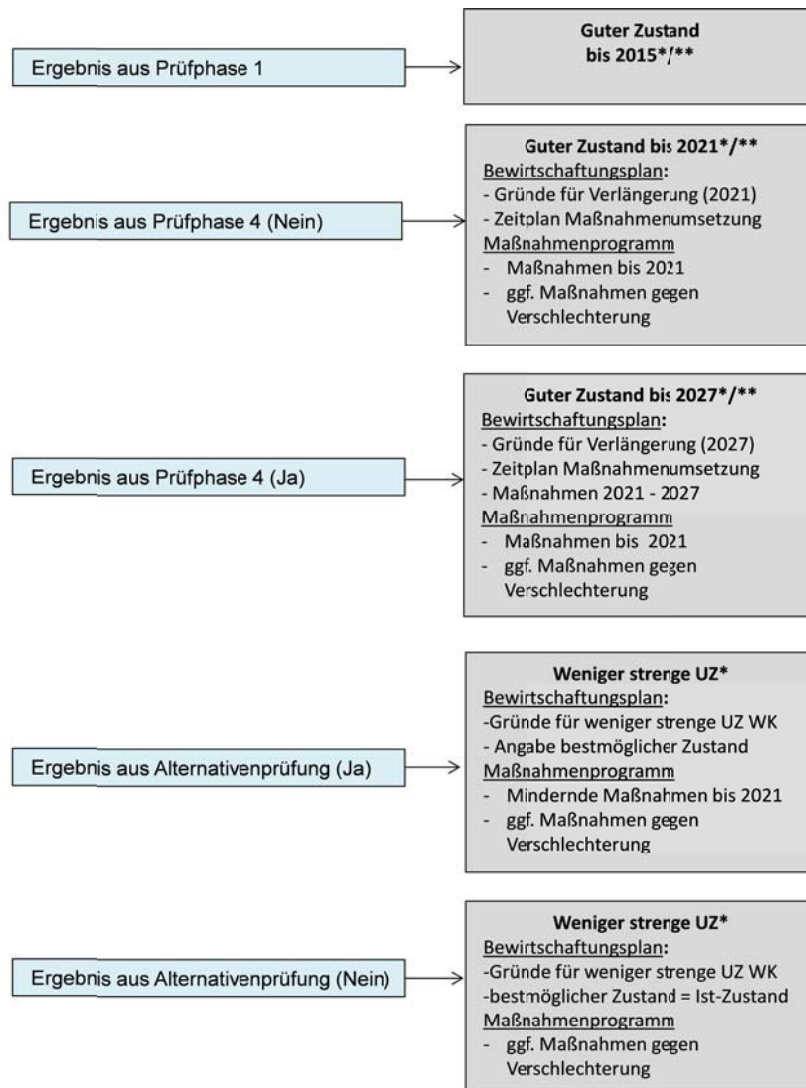 Ergebnis aus Prüfphase 1
Guter Zustand
bis 2015*/**
Ergebnis aus Prüfphase 4 (Nein)
Guter Zustand bis 2021*/**
Bewirtschaftungsplan:
- Gründe für Verlängerung (2021)
- Zeitplan Maßnahmenumsetzung
Maßnahmenprogramm
- Maßnahmen bis 2021
- ggf. Maßnahmen gegen
Verschlechterung
Ergebnis aus Prüfphase 4 (Ja)
Guter Zustand bis 2027*/**
Bewirtschaftungsplan:
- Gründe für Verlängerung (2027)
- Zeitplan Maßnahmenumsetzung
- Maßnahmen 2021 - 2027
Maßnahmenprogramm
- Maßnahmen bis 2021
- ggf. Maßnahmen gegen
Verschlechterung
Ergebnis aus Alternativenprüfung (Ja)
Weniger strenge UZ*
Bewirtschaftungsplan:
-Gründe für weniger strenge UZ WK
- Angabe bestmöglicher Zustand
Maßnahmenprogramm
- Mindernde Maßnahmen bis 2021
- ggf. Maßnahmen gegen
Verschlechterung
Ergebnis aus Alternativenprüfung (Nein)
Weniger strenge UZ*
Bewirtschaftungsplan:
-Gründe für weniger strenge UZ WK
-bestmöglicher Zustand = Ist-Zustand
Maßnahmenprogramm
- ggf. Maßnahmen gegen
Verschlechterung